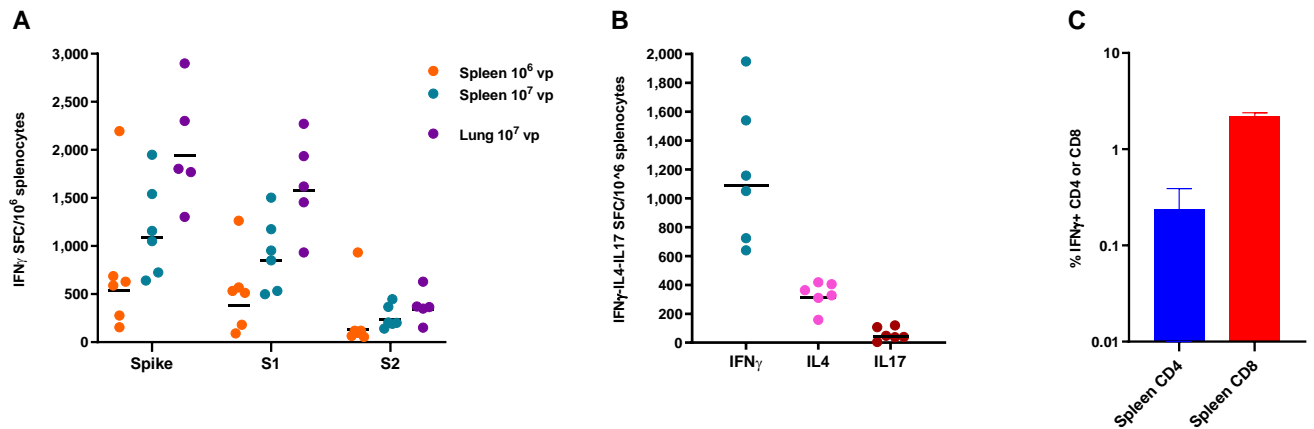 A
IFNγ SFC/10⁶ splenocytes
3,000
2,500
2,000
1,500
1,000
500
0
Spike
S1
S2
Spleen 10⁶ vp
Spleen 10⁷ vp
Lung 10⁷ vp
B
IFNγ-IL4-IL17 SFC/10^6 splenocytes
2,000
1,800
1,600
1,400
1,200
1,000
800
600
400
200
0
IFNγ
IL4
IL17
C
% IFNγ+ CD4 or CD8
10
1
0.1
0.01
Spleen CD4
Spleen CD8